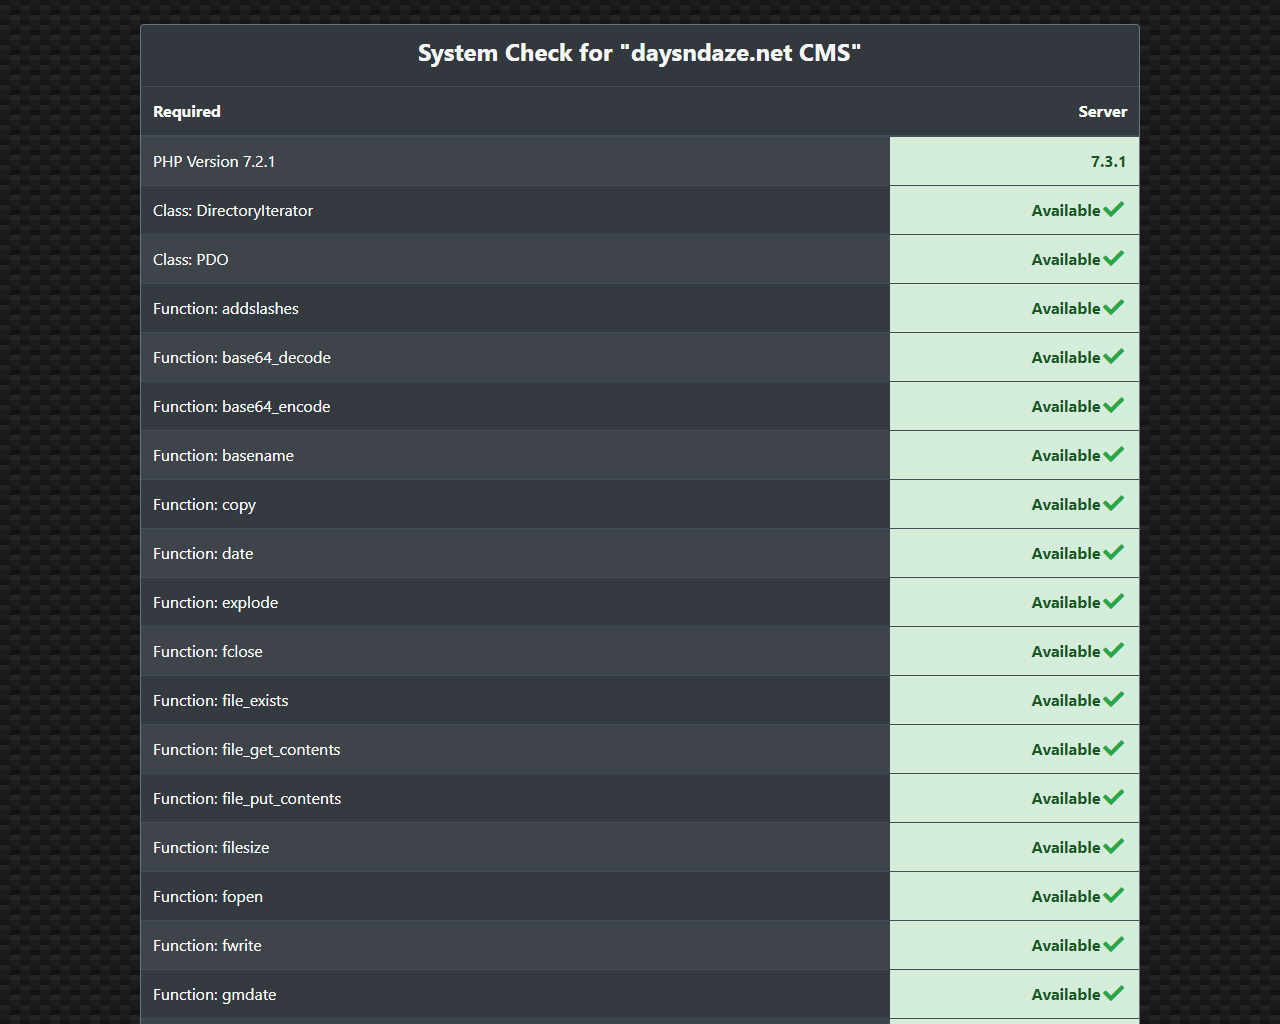 System Check for "daysndaze.net CMS"
Required Server
PHP Version 7.2.1 7.3.1
Class: DirectoryIterator Available
Class: PDO Available
Function: addslashes Available
Function: base64_decode Available
Function: base64_encode Available
Function: basename Available
Function: copy Available
Function: date Available
Function: explode Available
Function: fclose Available
Function: file_exists Available
Function: file_get_contents Available
Function: file_put_contents Available
Function: filesize Available
Function: fopen Available
Function: fwrite Available
Function: gmdate Available